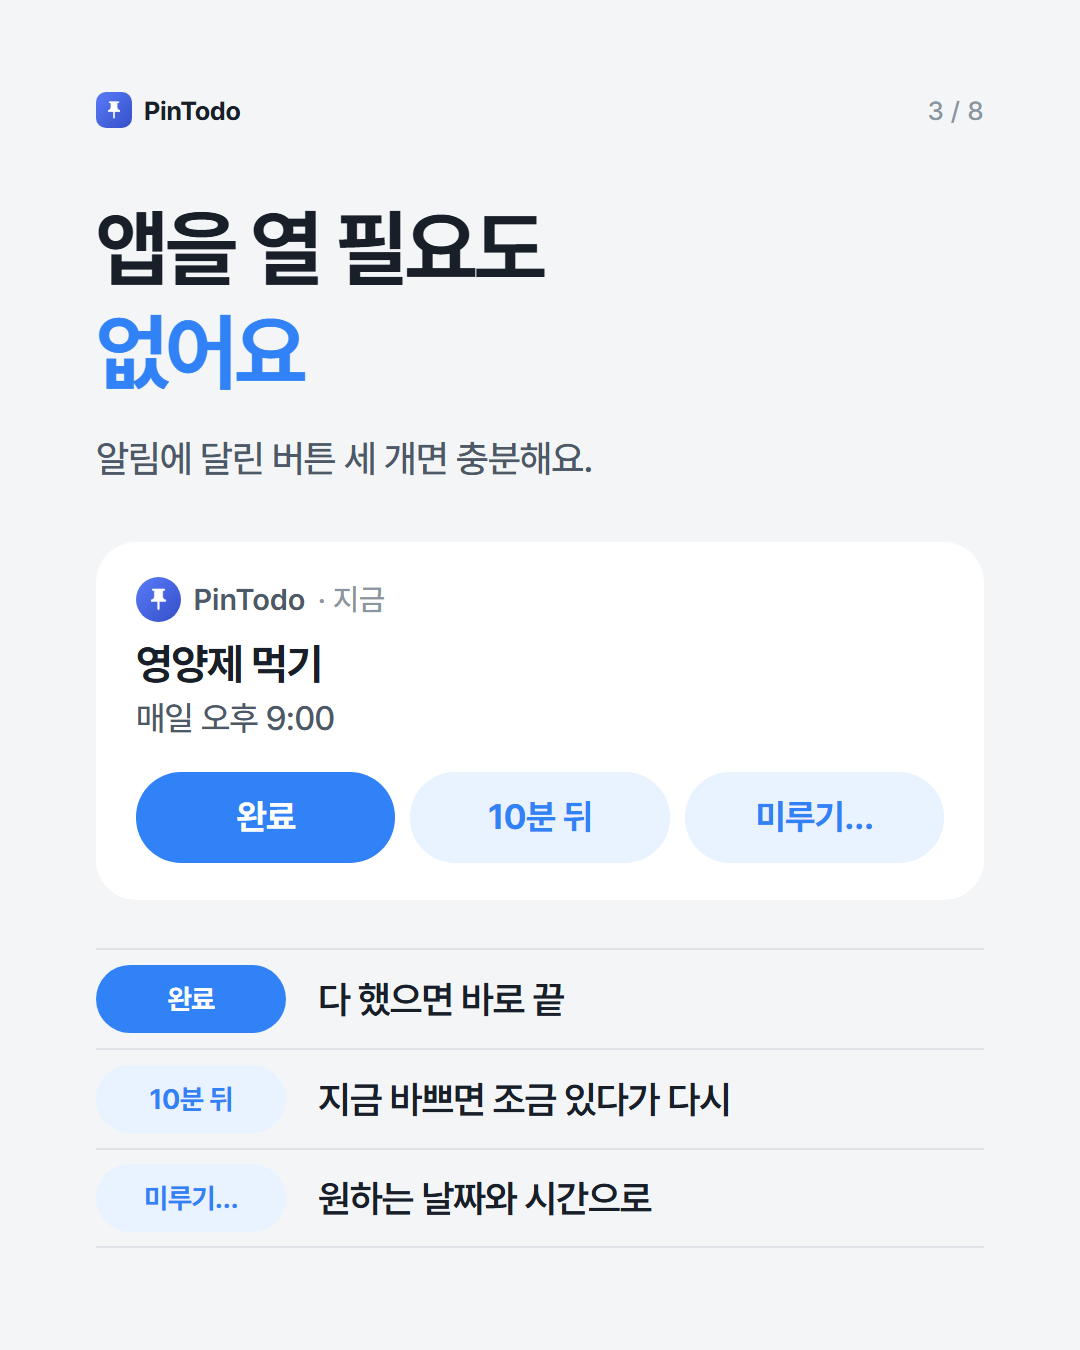 PinTodo
3 / 8
앱을 열 필요도
없어요
알림에 달린 버튼 세 개면 충분해요.
PinTodo · 지금
영양제 먹기
매일 오후 9:00
완료 10분 뒤 미루기...
완료 다 했으면 바로 끝
10분 뒤 지금 바쁘면 조금 있다가 다시
미루기... 원하는 날짜와 시간으로